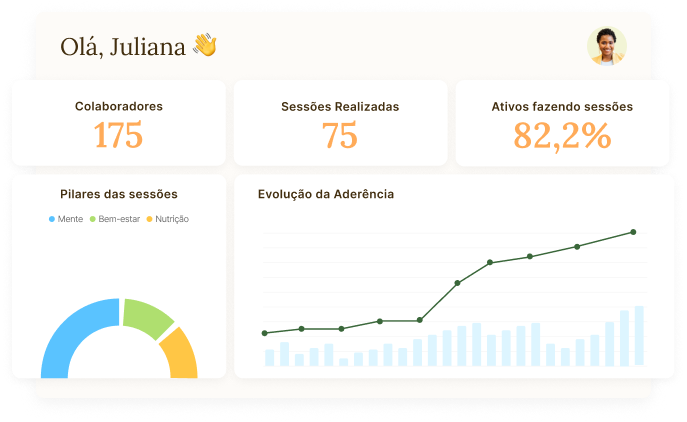 Olá, Juliana 👋
Colaboradores
175
Sessões Realizadas
75
Ativos fazendo sessões
82,2%
Pilares das sessões
Mente Bem-estar Nutrição
Evolução da Aderência